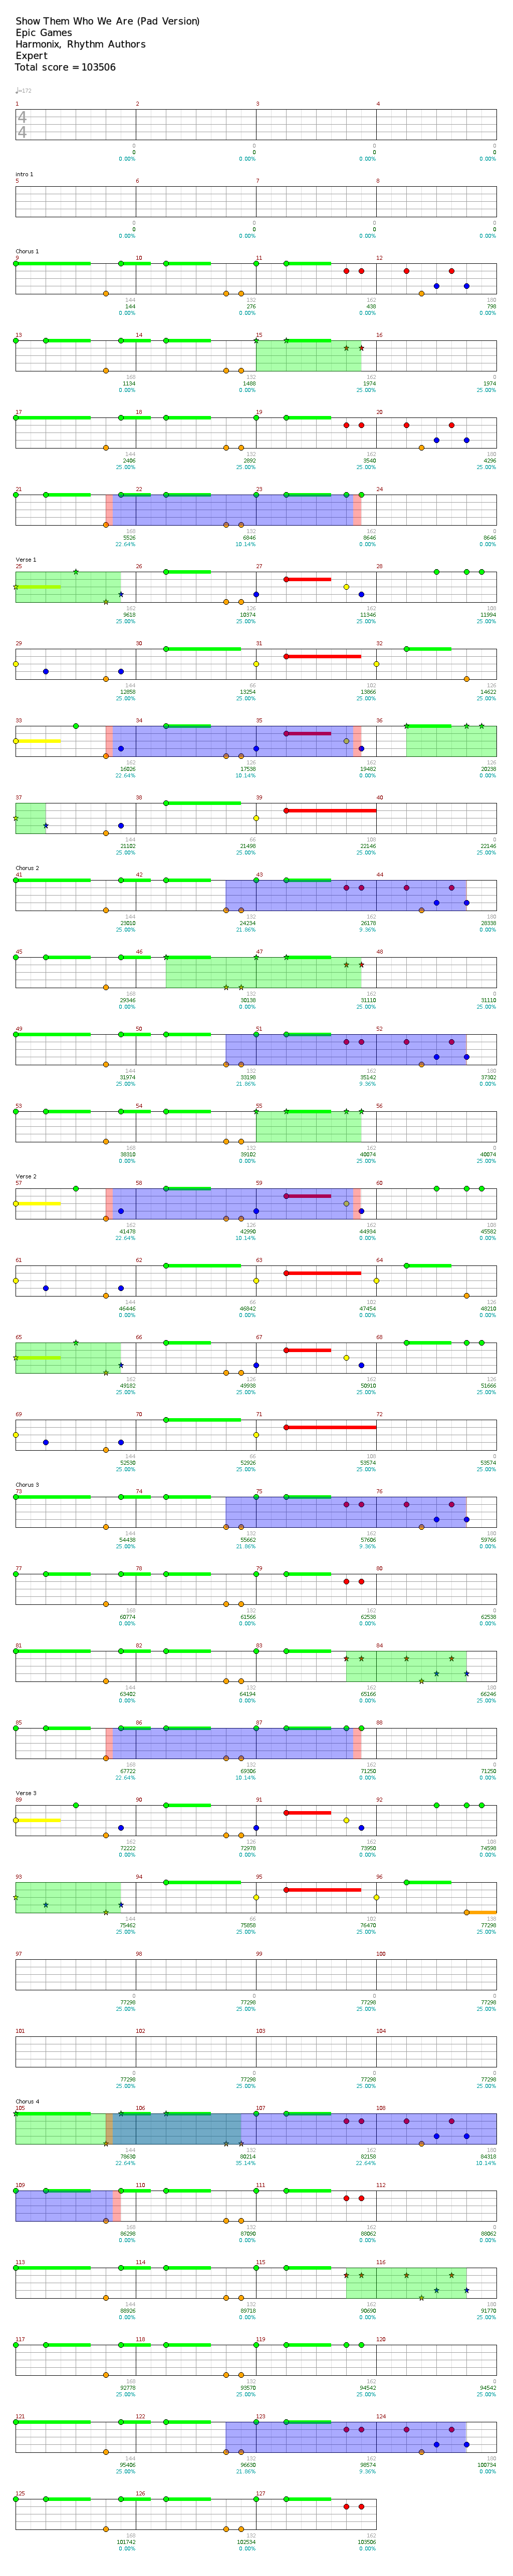 Show Them Who We Are (Pad Version)
Epic Games
Harmonix, Rhythm Authors
Expert
Total score = 103506
♩=172
1 2 3 4
4
4
0 0 0 0
0 0 0 0
0.00% 0.00% 0.00% 0.00%
Intro 1
5 6 7 8
0 0 0 0
0 0 0 0
0.00% 0.00% 0.00% 0.00%
Chorus 1
9 10 11 12
144 132 162 180
144 276 438 798
0.00% 0.00% 0.00% 0.00%
13 14 15 16
168 132 162 0
1134 1488 1974 1974
0.00% 0.00% 25.00% 25.00%
17 18 19 20
144 132 162 180
2406 2892 3540 4296
25.00% 25.00% 25.00% 25.00%
21 22 23 24
168 132 162 0
5526 6846 8646 8646
22.64% 10.14% 0.00% 0.00%
Verse 1
25 26 27 28
162 126 162 108
9618 10374 11346 11994
25.00% 25.00% 25.00% 25.00%
29 30 31 32
144 66 102 126
12858 13254 13866 14622
25.00% 25.00% 25.00% 25.00%
33 34 35 36
162 126 162 126
16026 17538 19482 20238
22.64% 10.14% 0.00% 25.00%
37 38 39 40
144 66 108 0
21102 21498 22146 22146
25.00% 25.00% 25.00% 25.00%
Chorus 2
41 42 43 44
144 132 162 180
23010 24234 26178 28338
25.00% 21.86% 9.36% 0.00%
45 46 47 48
168 132 162 0
29346 30138 31110 31110
0.00% 0.00% 25.00% 25.00%
49 50 51 52
144 132 162 180
31974 33198 35142 37302
25.00% 21.86% 9.36% 0.00%
53 54 55 56
168 132 162 0
38310 39102 40074 40074
0.00% 0.00% 25.00% 25.00%
Verse 2
57 58 59 60
162 126 162 108
41478 42990 44934 45582
22.64% 10.14% 0.00% 0.00%
61 62 63 64
144 66 102 126
46446 46842 47454 48210
0.00% 0.00% 0.00% 0.00%
65 66 67 68
162 126 162 126
49182 49938 50910 51666
25.00% 25.00% 25.00% 25.00%
69 70 71 72
144 66 108 0
52530 52926 53574 53574
25.00% 25.00% 25.00% 25.00%
Chorus 3
73 74 75 76
144 132 162 180
54438 55662 57606 59766
25.00% 21.86% 9.36% 0.00%
77 78 79 80
168 132 162 0
60774 61566 62538 62538
0.00% 0.00% 0.00% 0.00%
81 82 83 84
144 132 162 180
63402 64194 65166 66246
0.00% 0.00% 0.00% 25.00%
85 86 87 88
168 132 162 0
67722 69306 71250 71250
22.64% 10.14% 0.00% 0.00%
Verse 3
89 90 91 92
162 126 162 108
72222 72978 73950 74598
0.00% 0.00% 0.00% 0.00%
93 94 95 96
144 66 102 138
75462 75858 76470 77298
25.00% 25.00% 25.00% 25.00%
97 98 99 100
0 0 0 0
77298 77298 77298 77298
25.00% 25.00% 25.00% 25.00%
101 102 103 104
0 0 0 0
77298 77298 77298 77298
25.00% 25.00% 25.00% 25.00%
Chorus 4
105 106 107 108
144 132 162 180
78630 80214 82158 84318
22.64% 35.14% 22.64% 10.14%
109 110 111 112
168 132 162 0
86298 87090 88062 88062
0.00% 0.00% 0.00% 0.00%
113 114 115 116
144 132 162 180
88926 89718 90690 91770
0.00% 0.00% 0.00% 25.00%
117 118 119 120
168 132 162 0
92778 93570 94542 94542
25.00% 25.00% 25.00% 25.00%
121 122 123 124
144 132 162 180
95406 96630 98574 100734
25.00% 21.86% 9.36% 0.00%
125 126 127
168 132 162
101742 102534 103506
0.00% 0.00% 0.00%